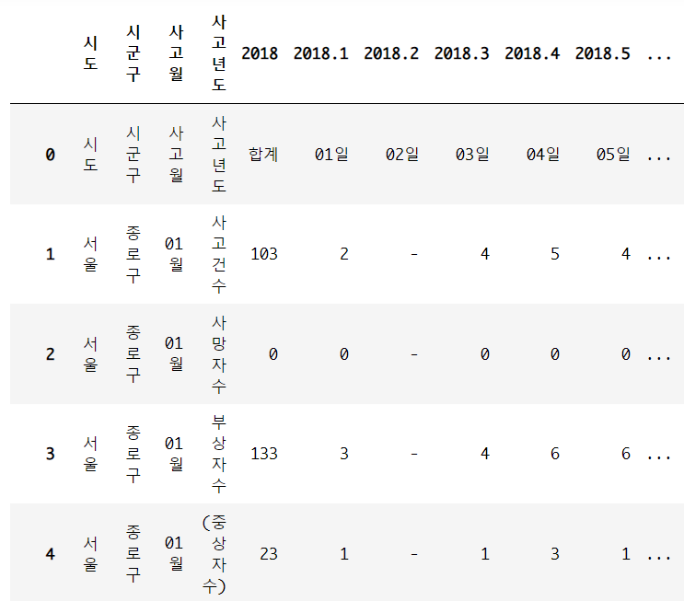 시도 시군구 사고월 사고년도 2018 2018.1 2018.2 2018.3 2018.4 2018.5 ...
0 시도 시군구 사고월 사고년도 합계 01일 02일 03일 04일 05일 ...
1 서울 종로구 01월 사고건수 103 2 - 4 5 4 ...
2 서울 종로구 01월 사망자수 0 0 - 0 0 0 ...
3 서울 종로구 01월 부상자수 133 3 - 4 6 6 ...
4 서울 종로구 01월 (중상자수) 23 1 - 1 3 1 ...